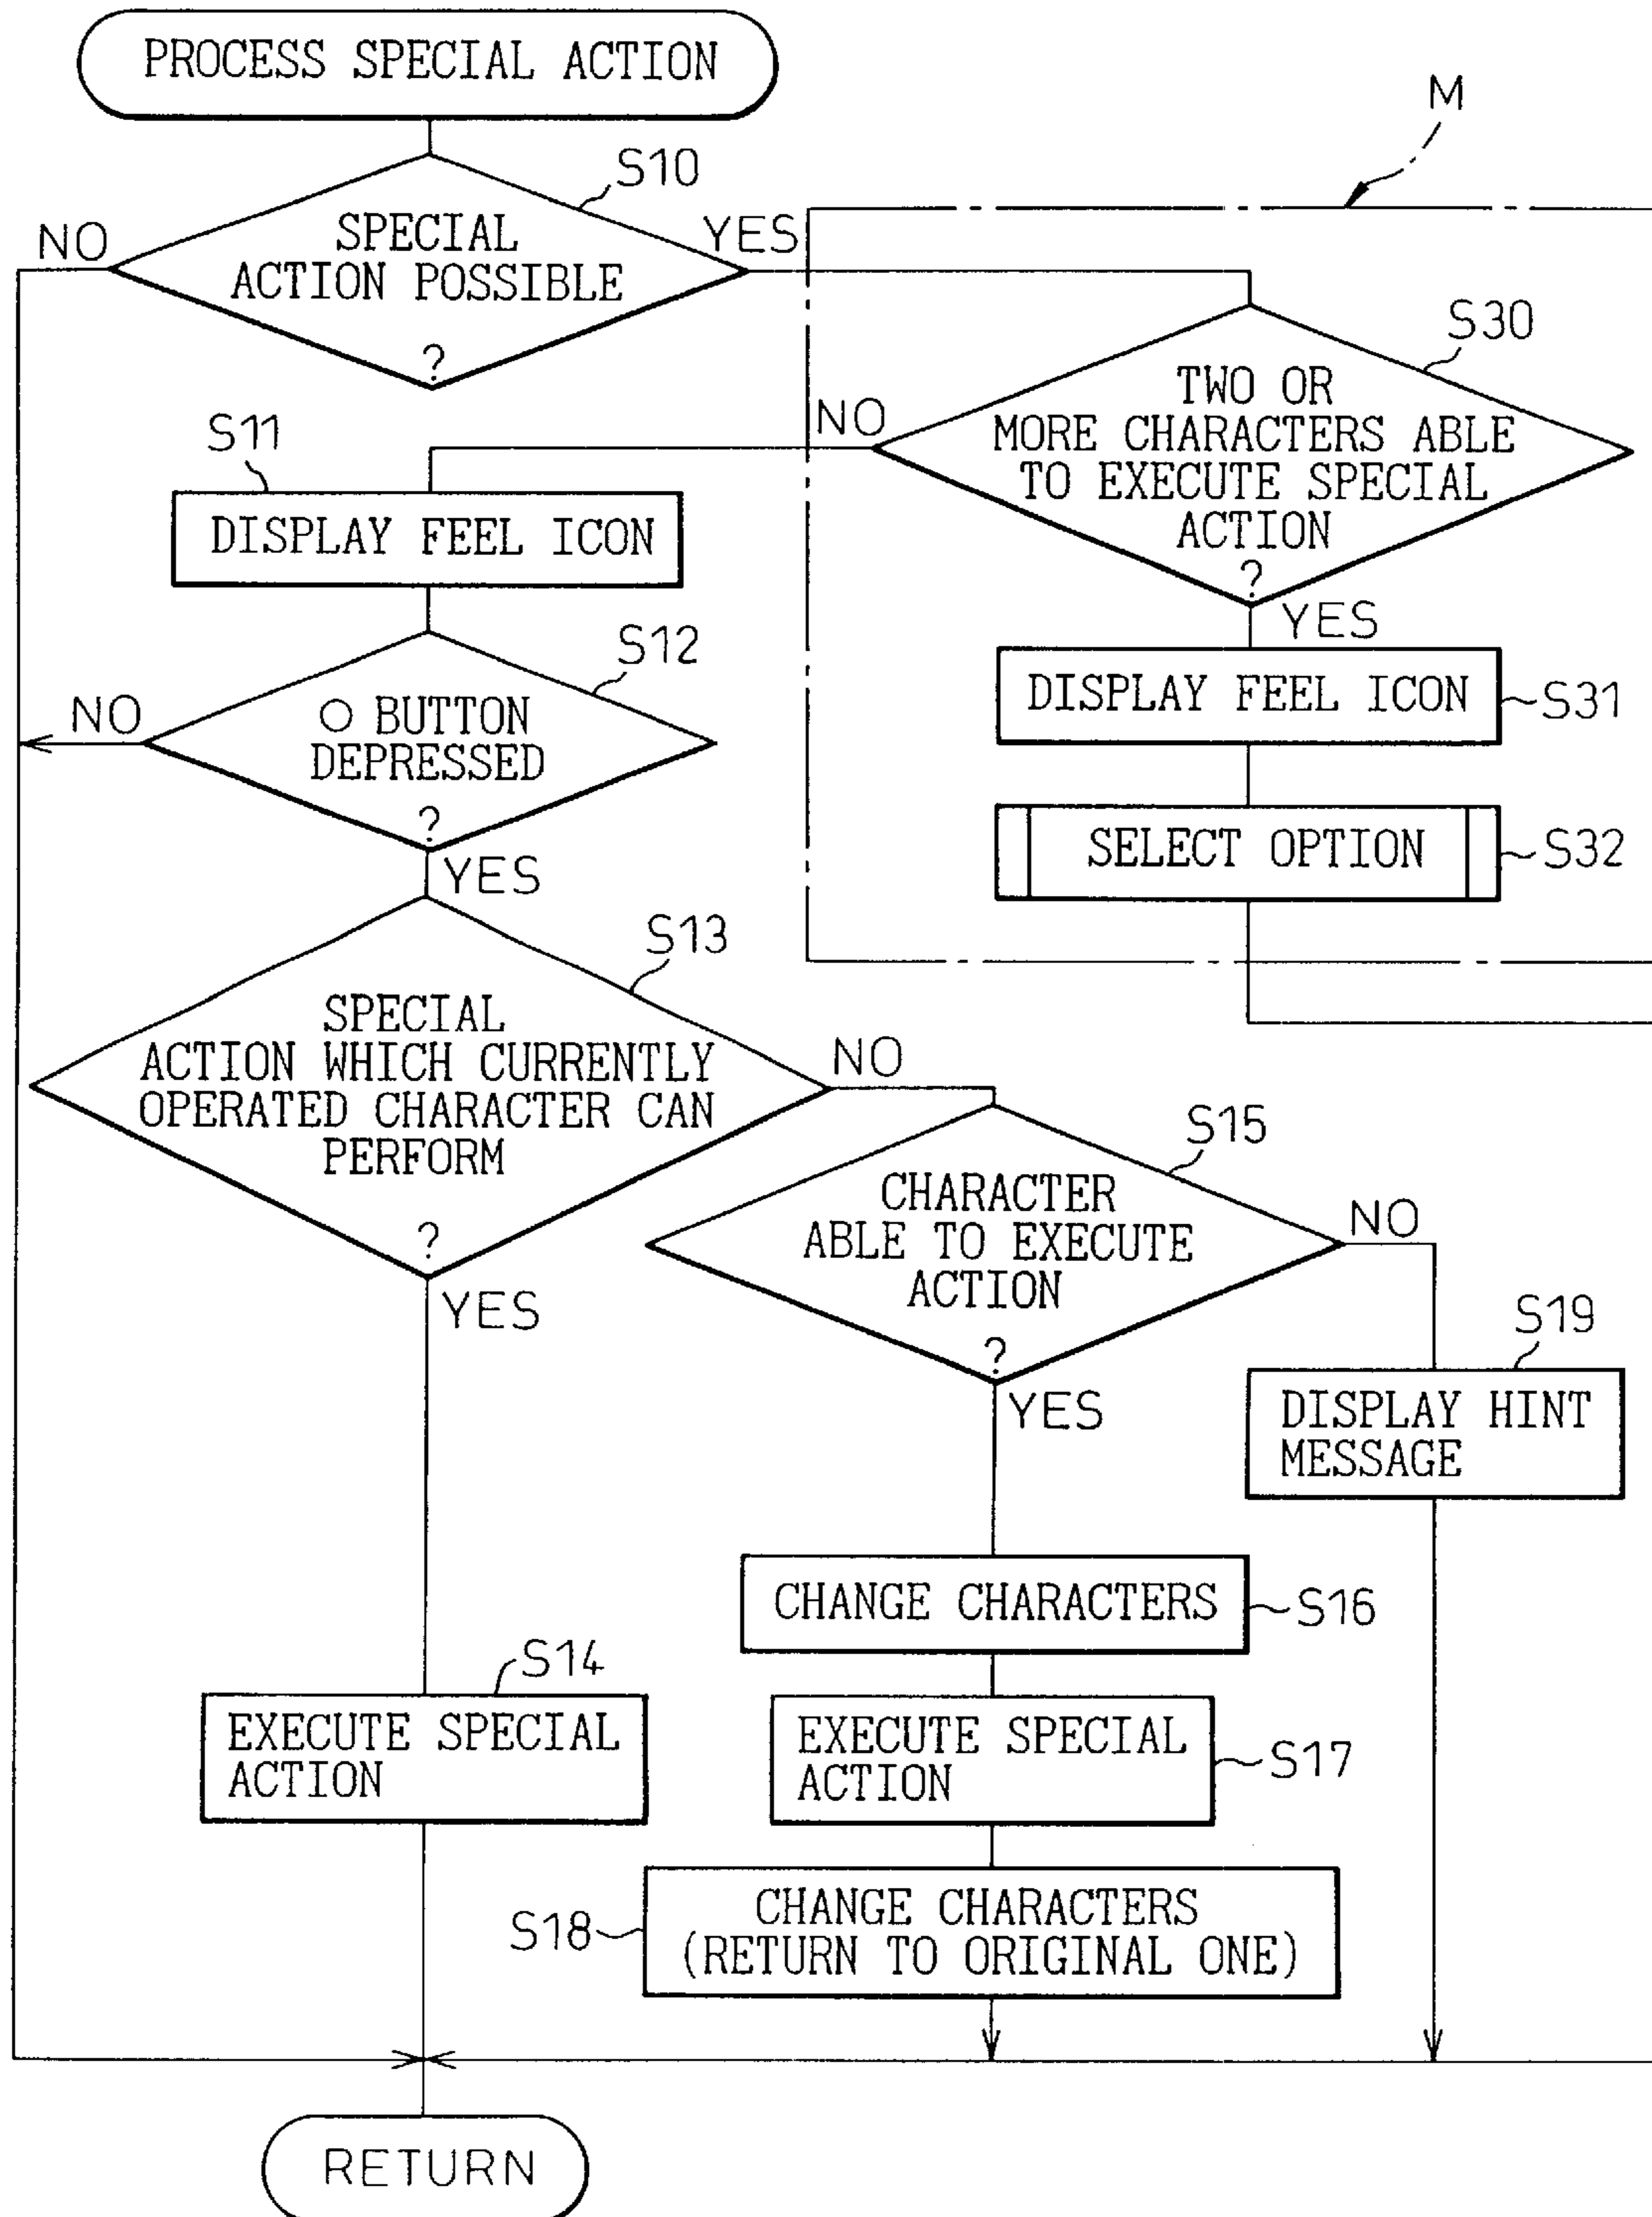 PROCESS SPECIAL ACTION
M
S10
NO
SPECIAL
ACTION POSSIBLE
?
YES
S30
TWO OR
MORE CHARACTERS ABLE
TO EXECUTE SPECIAL
ACTION
?
NO
YES
S11
DISPLAY FEEL ICON
DISPLAY FEEL ICON
S31
S12
NO
○ BUTTON
DEPRESSED
?
YES
SELECT OPTION
S32
S13
SPECIAL
ACTION WHICH CURRENTLY
OPERATED CHARACTER CAN
PERFORM
?
NO
YES
S15
CHARACTER
ABLE TO EXECUTE
ACTION
?
NO
YES
S19
DISPLAY HINT
MESSAGE
CHANGE CHARACTERS
S16
S14
EXECUTE SPECIAL
ACTION
EXECUTE SPECIAL
ACTION
S17
S18
CHANGE CHARACTERS
(RETURN TO ORIGINAL ONE)
RETURN